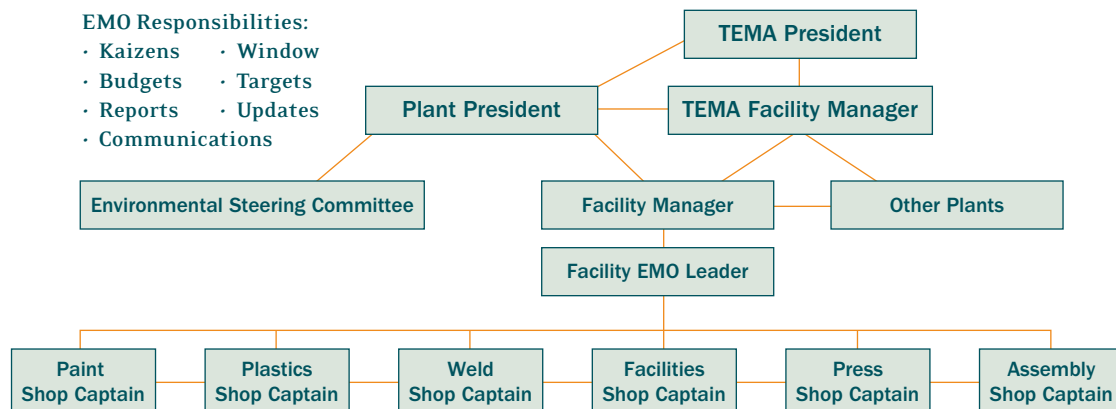 EMO Responsibilities:
· Kaizens · Window
· Budgets · Targets
· Reports · Updates
· Communications
TEMA President
Plant President
TEMA Facility Manager
Environmental Steering Committee
Facility Manager
Other Plants
Facility EMO Leader
Paint
Shop Captain
Plastics
Shop Captain
Weld
Shop Captain
Facilities
Shop Captain
Press
Shop Captain
Assembly
Shop Captain